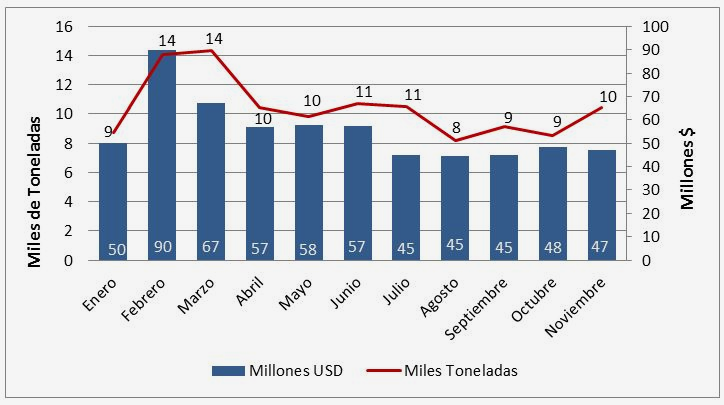 16
14
12
10
8
6
4
2
0
Miles de Toneladas
100
90
80
70
60
50
40
30
20
10
0
Millones $
9
14
14
10
10
11
11
8
9
9
10
50
90
67
57
58
57
45
45
45
48
47
Enero
Febrero
Marzo
Abril
Mayo
Junio
Julio
Agosto
Septiembre
Octubre
Noviembre
Millones USD
Miles Toneladas